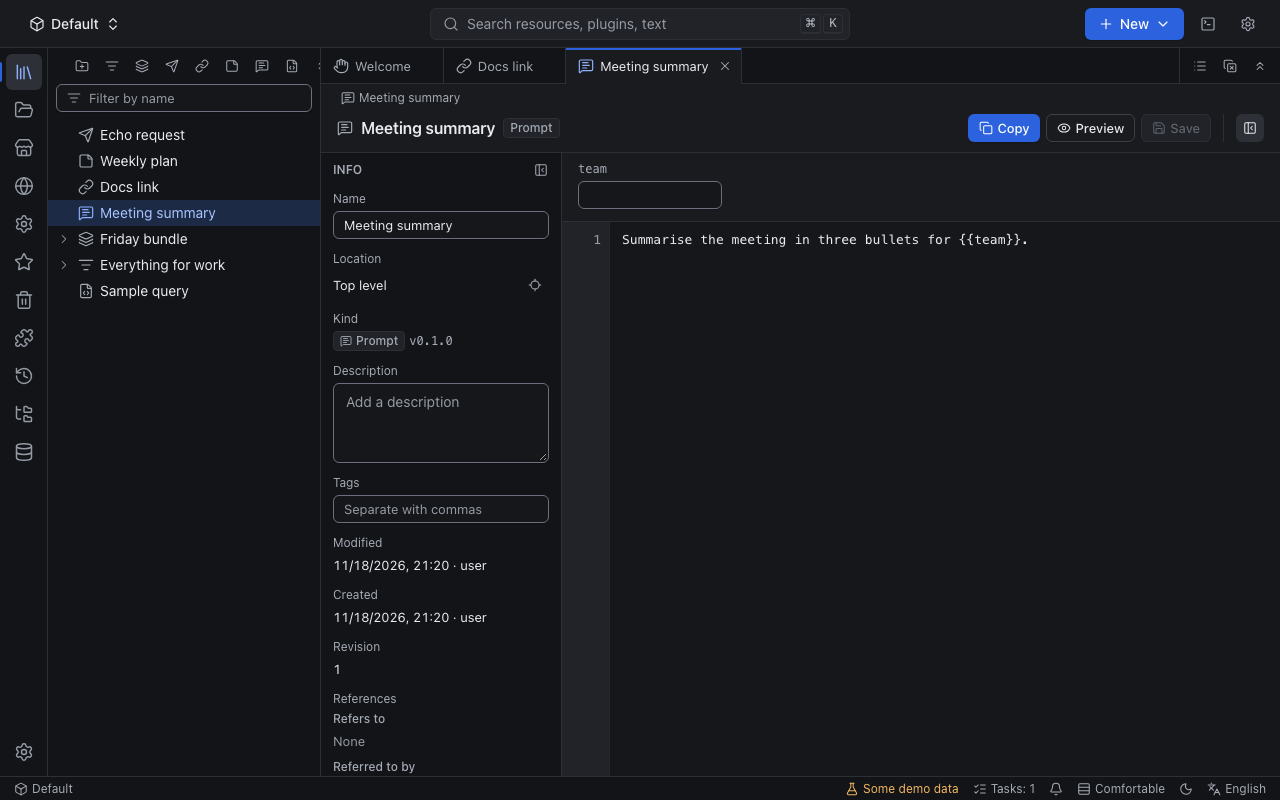 Default
Search resources, plugins, text
⌘ K
New
Welcome
Docs link
Meeting summary
Filter by name
Echo request
Weekly plan
Docs link
Meeting summary
Friday bundle
Everything for work
Sample query
Meeting summary
Meeting summary
Prompt
Copy
Preview
Save
INFO
Name
Meeting summary
Location
Top level
Kind
Prompt v0.1.0
Description
Add a description
Tags
Separate with commas
Modified
11/18/2026, 21:20 · user
Created
11/18/2026, 21:20 · user
Revision
1
References
Refers to
None
Referred to by
team
1 Summarise the meeting in three bullets for {{team}}.
Default
Some demo data
Tasks: 1
Comfortable
English